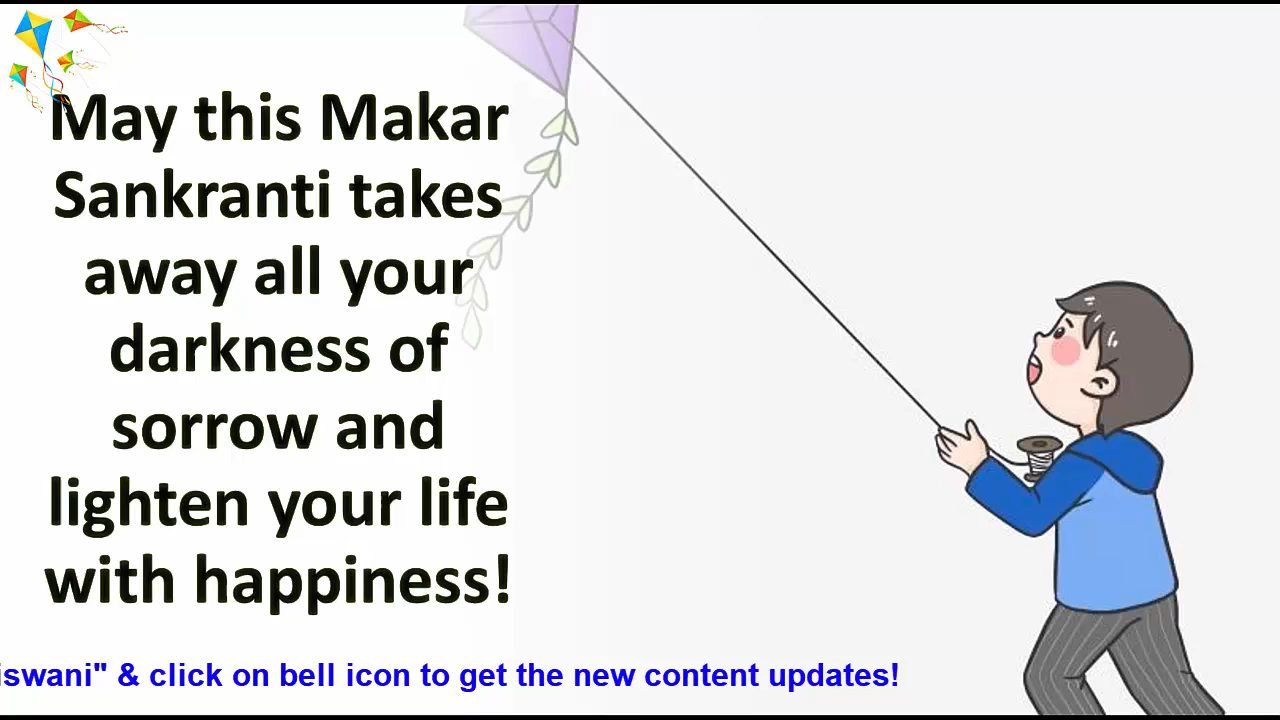 May this Makar
Sankranti takes
away all your
darkness of
sorrow and
lighten your life
with happiness!
iswani" & click on bell icon to get the new content updates!